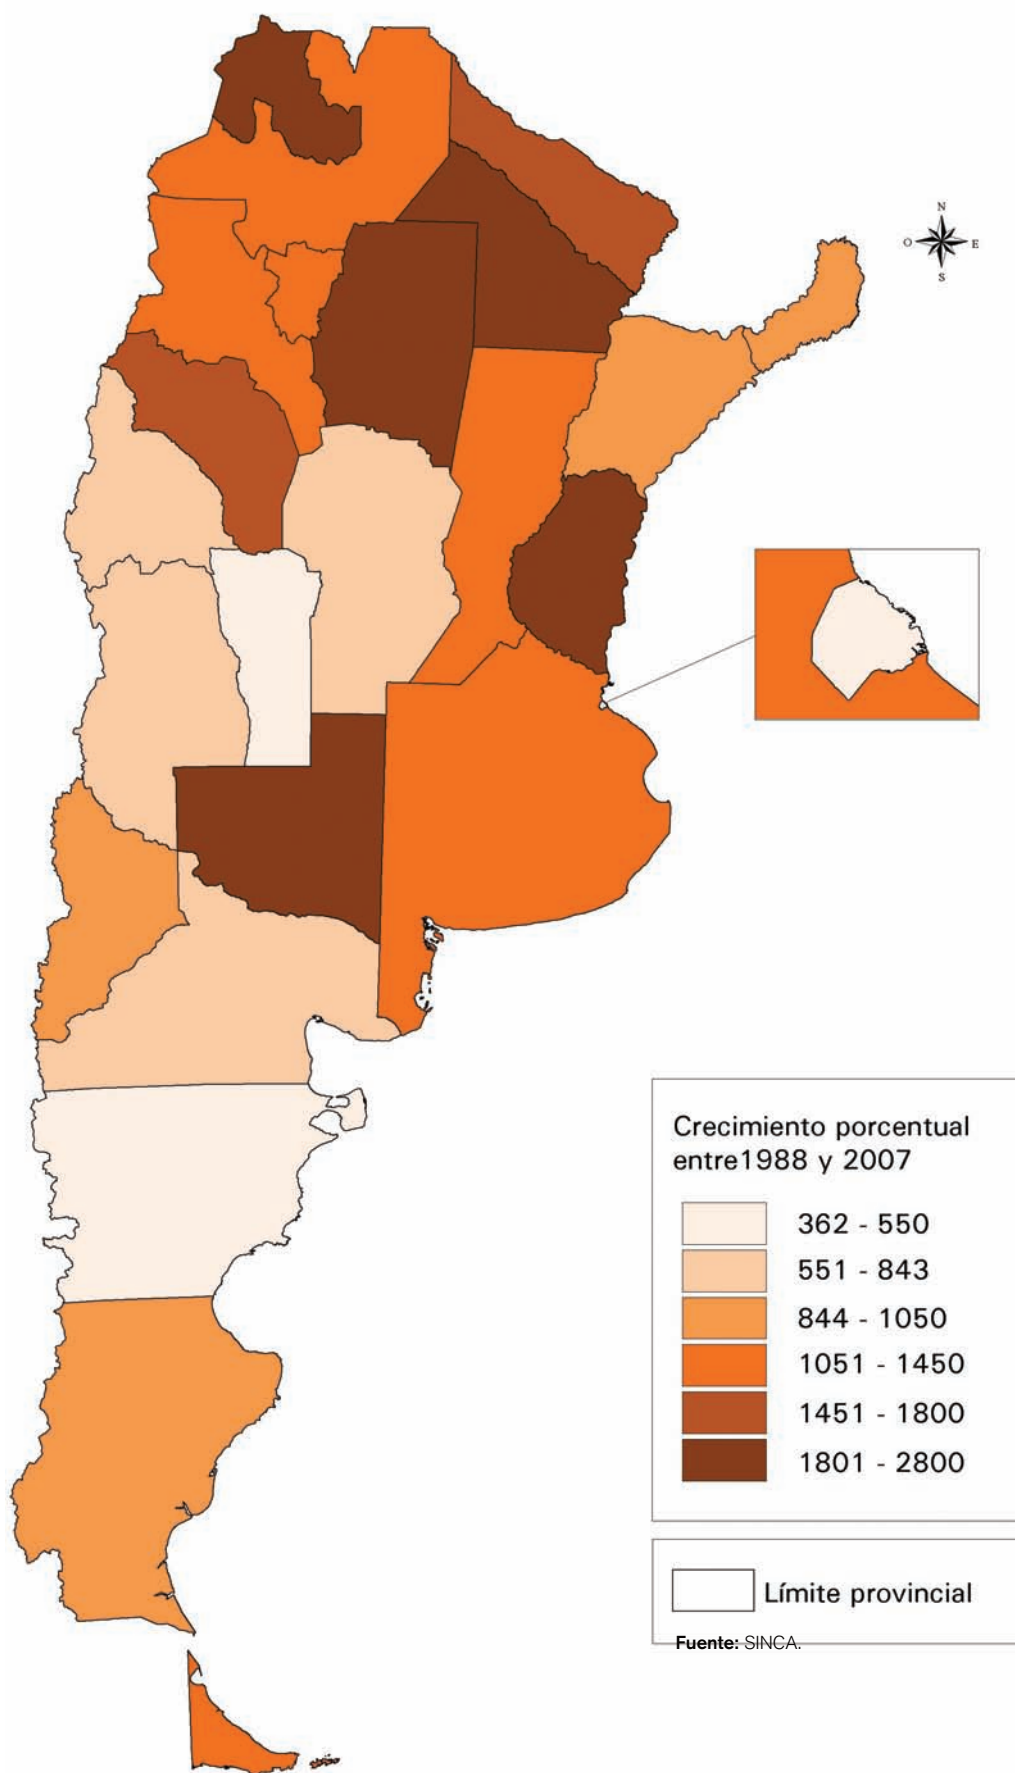 N
O E
S
Crecimiento porcentual
entre1988 y 2007
362 - 550
551 - 843
844 - 1050
1051 - 1450
1451 - 1800
1801 - 2800
Límite provincial
Fuente: SINCA.